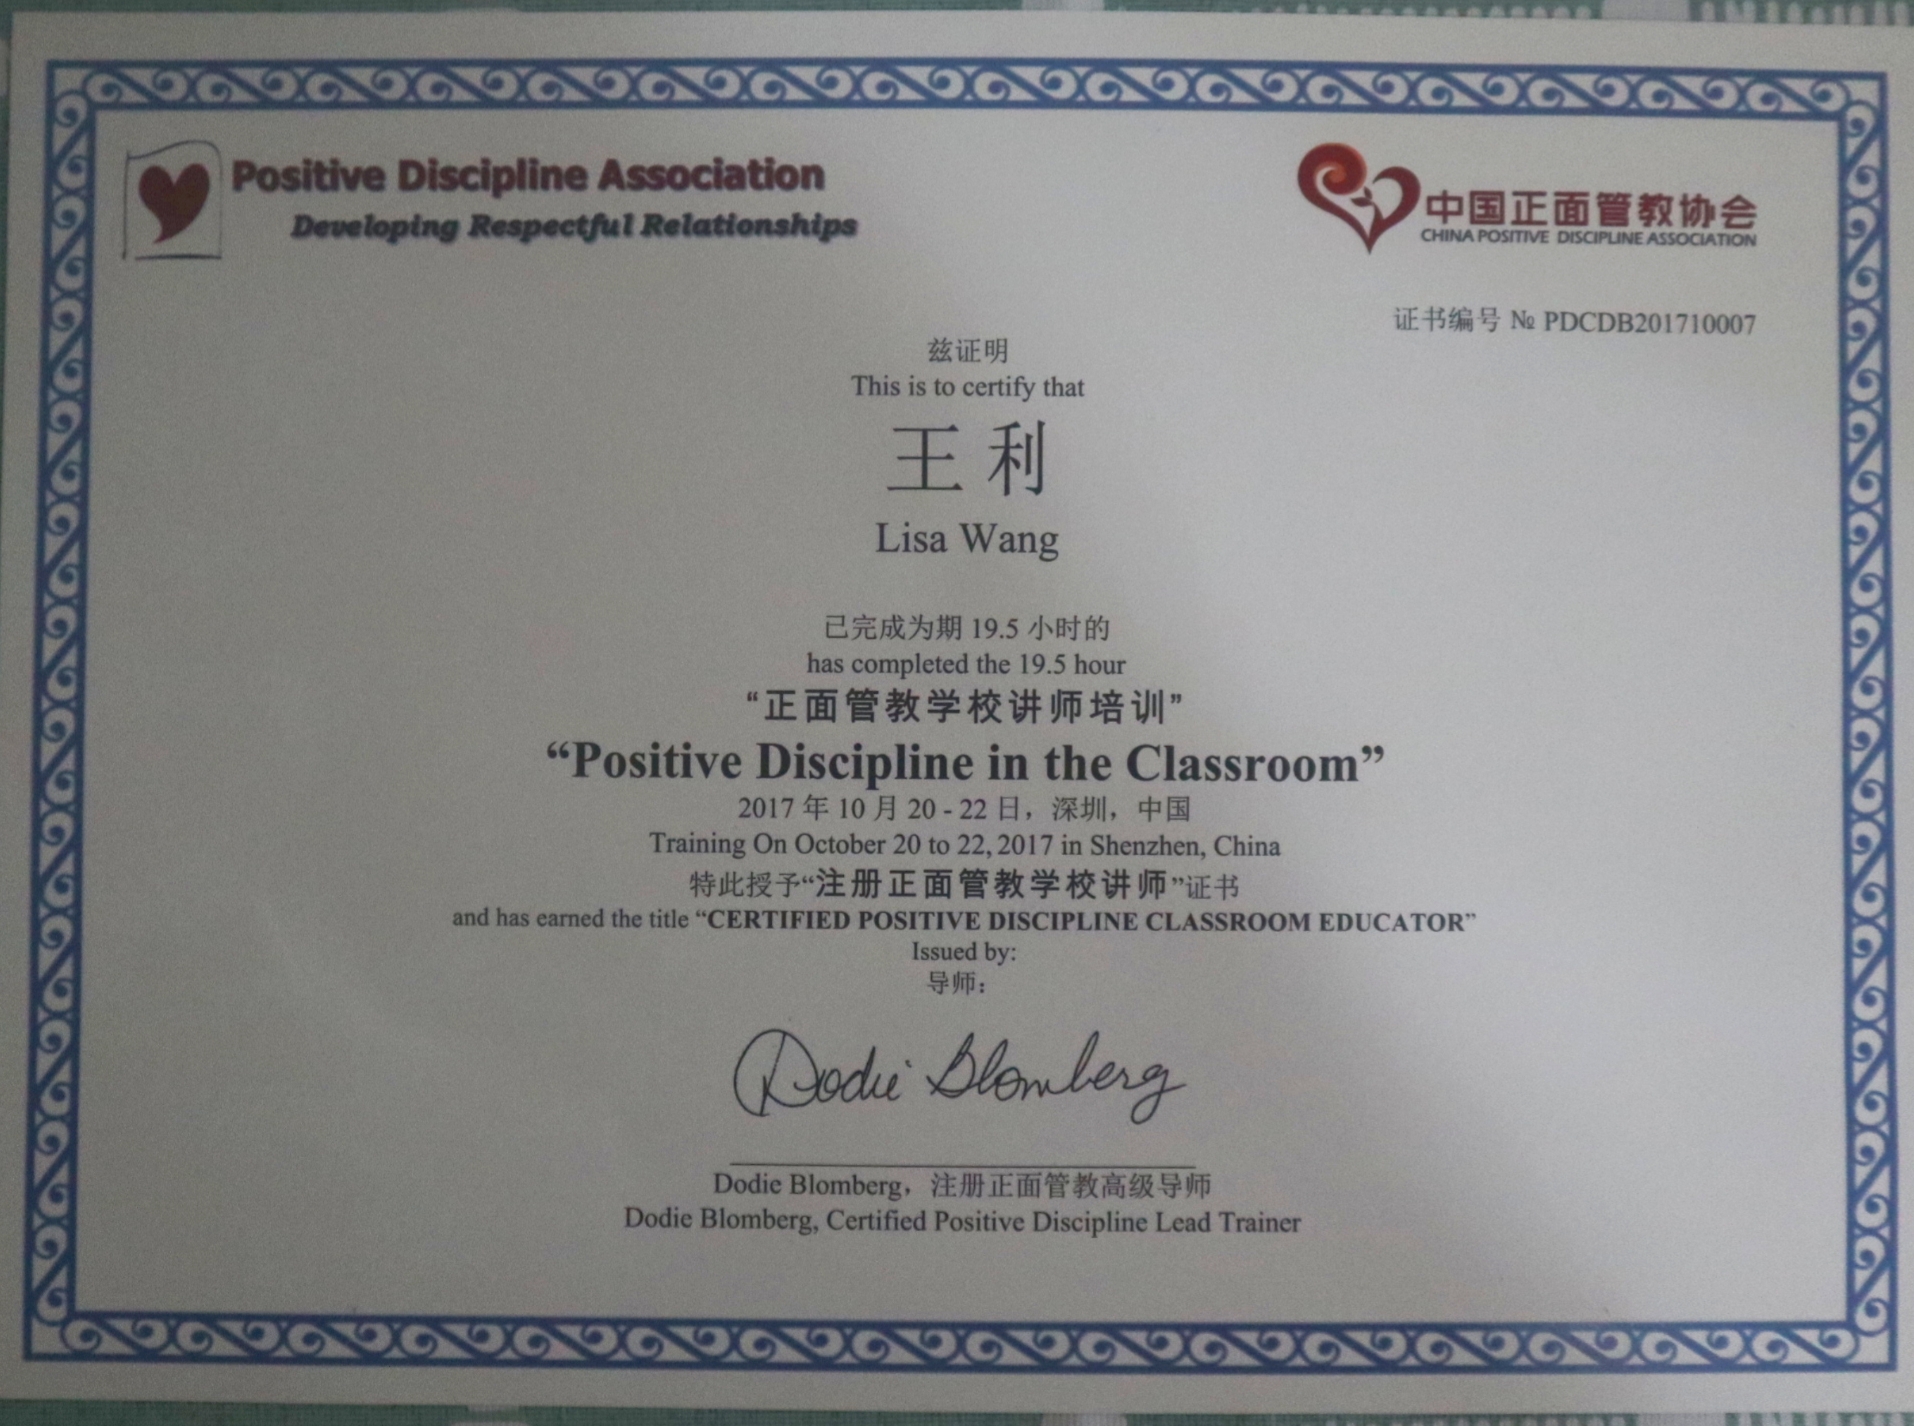 Positive Discipline Association
Developing Respectful Relationships
中国正面管教协会
CHINA POSITIVE DISCIPLINE ASSOCIATION
证书编号 № PDCDB201710007
兹证明
This is to certify that
王利
Lisa Wang
已完成为期 19.5 小时的
has completed the 19.5 hour
“正面管教学校讲师培训”
“Positive Discipline in the Classroom”
2017 年 10 月 20 - 22 日，深圳，中国
Training On October 20 to 22, 2017 in Shenzhen, China
特此授予“注册正面管教学校讲师”证书
and has earned the title “CERTIFIED POSITIVE DISCIPLINE CLASSROOM EDUCATOR”
Issued by:
导师：
Dodie Blomberg
Dodie Blomberg，注册正面管教高级导师
Dodie Blomberg, Certified Positive Discipline Lead Trainer